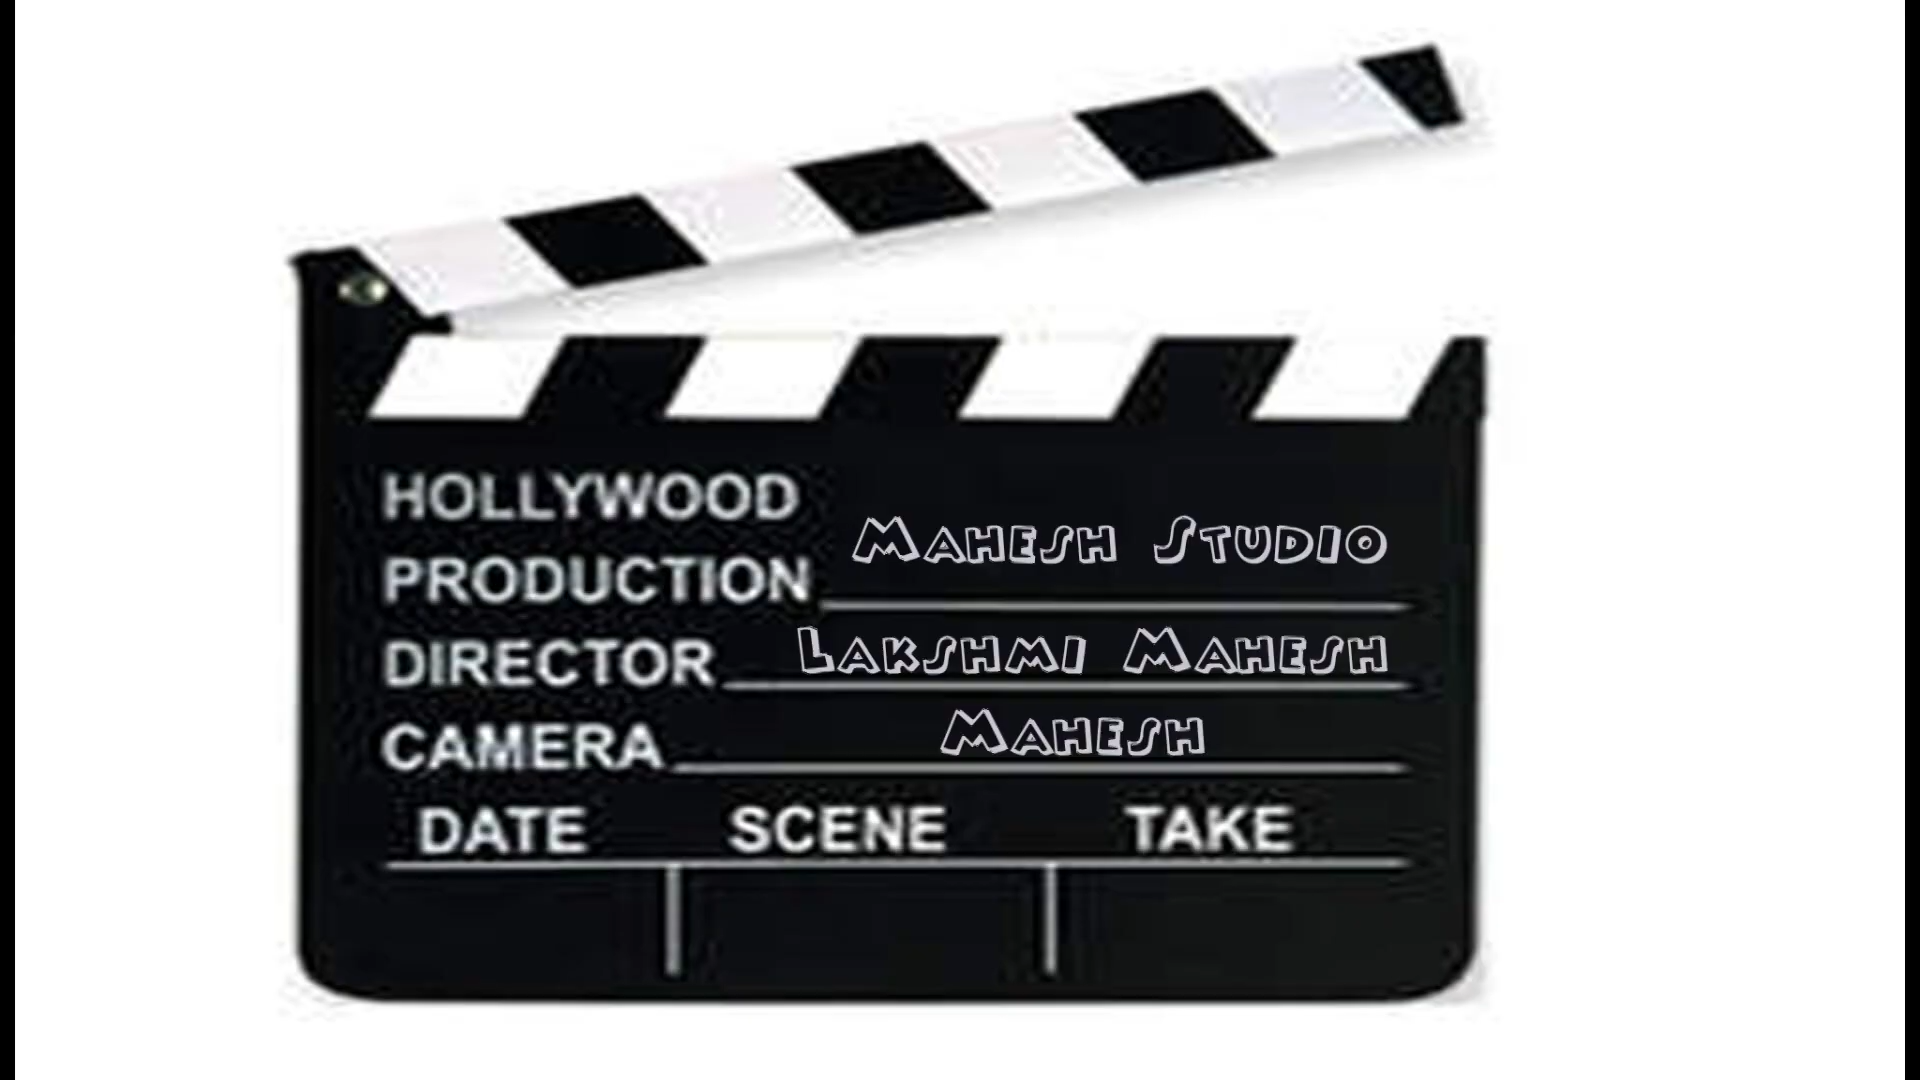 HOLLYWOOD
PRODUCTION Mahesh Studio
DIRECTOR Lakshmi Mahesh
CAMERA Mahesh
DATE SCENE TAKE